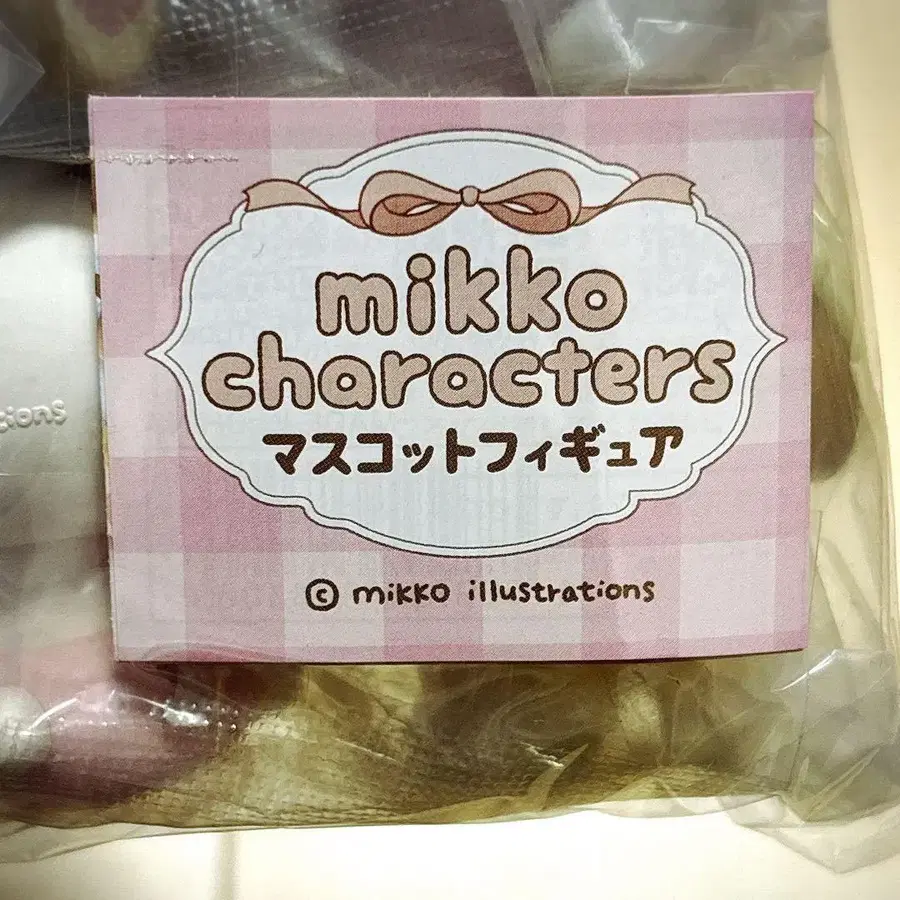 mikko
characters
マスコットフィギュア
© mikko illustrations